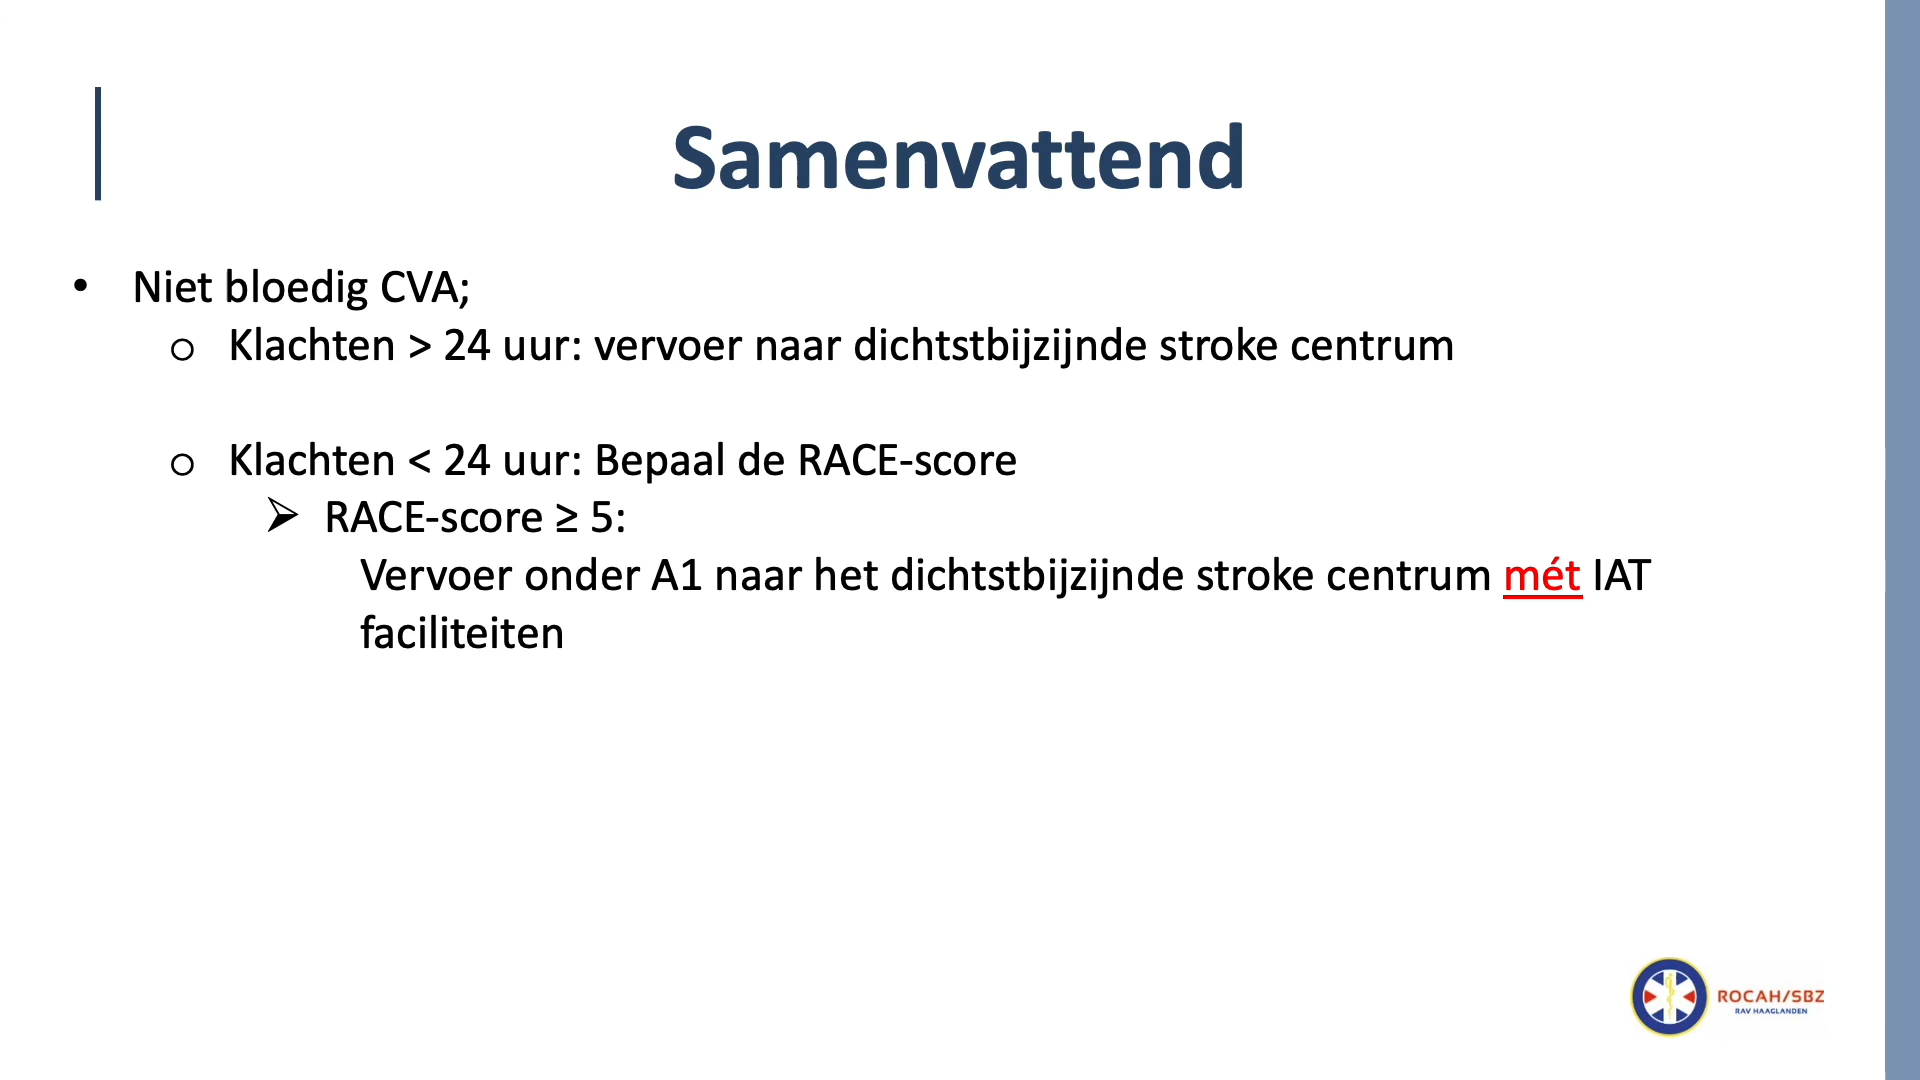 Samenvattend
• Niet bloedig CVA;
o Klachten > 24 uur: vervoer naar dichtstbijzijnde stroke centrum
o Klachten < 24 uur: Bepaal de RACE-score
➢ RACE-score ≥ 5:
Vervoer onder A1 naar het dichtstbijzijnde stroke centrum mét IAT
faciliteiten
ROCAH/SBZ
RAV HAAGLANDEN